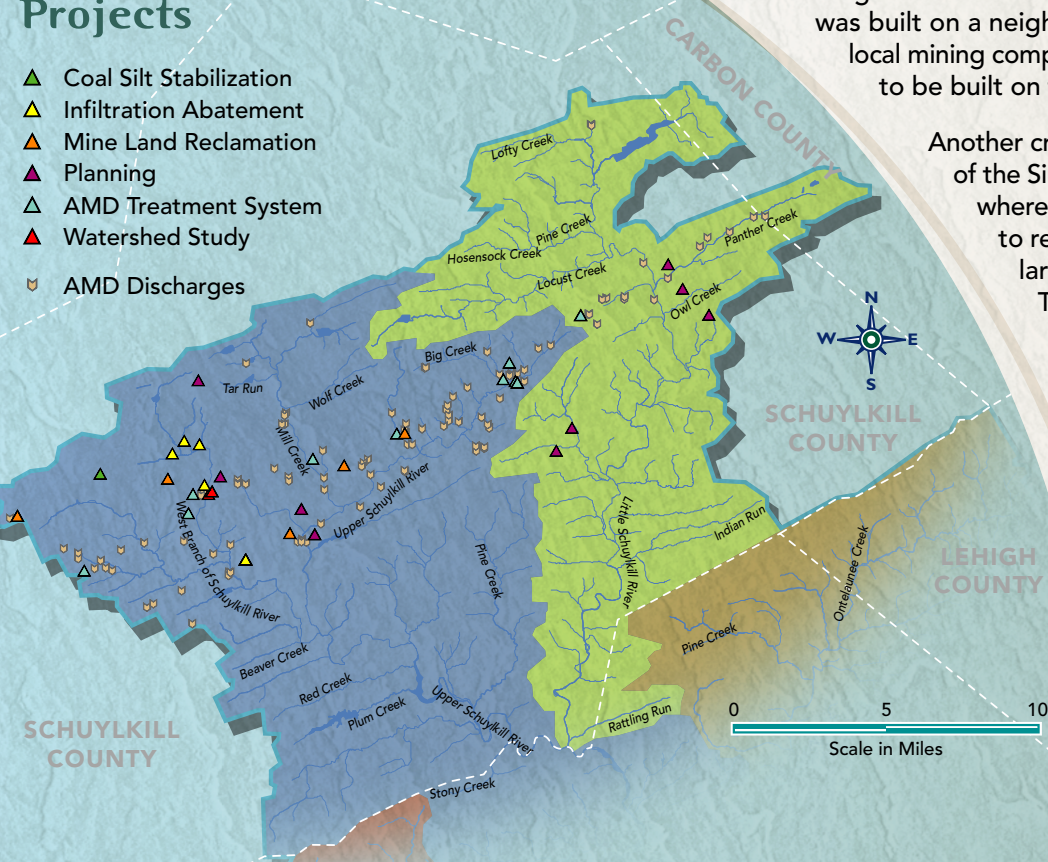 Projects
Coal Silt Stabilization
Infiltration Abatement
Mine Land Reclamation
Planning
AMD Treatment System
Watershed Study
AMD Discharges
was built on a neigh
local mining comp
to be built on
Another cr
of the Si
where
to re
lar
T
CARBON COUNTY
Lofty Creek
Pine Creek
Hosensock Creek
Locust Creek
Panther Creek
Owl Creek
N
W
E
S
Big Creek
Tar Run
Wolf Creek
Mill Creek
SCHUYLKILL
COUNTY
Upper Schuylkill River
West Branch of Schuylkill River
Pine Creek
Little Schuylkill River
Indian Run
Ontelaunee Creek
LEHIGH
COUNTY
Pine Creek
Beaver Creek
Red Creek
Plum Creek
Upper Schuylkill River
Rattling Run
Stony Creek
SCHUYLKILL
COUNTY
0
5
10
Scale in Miles